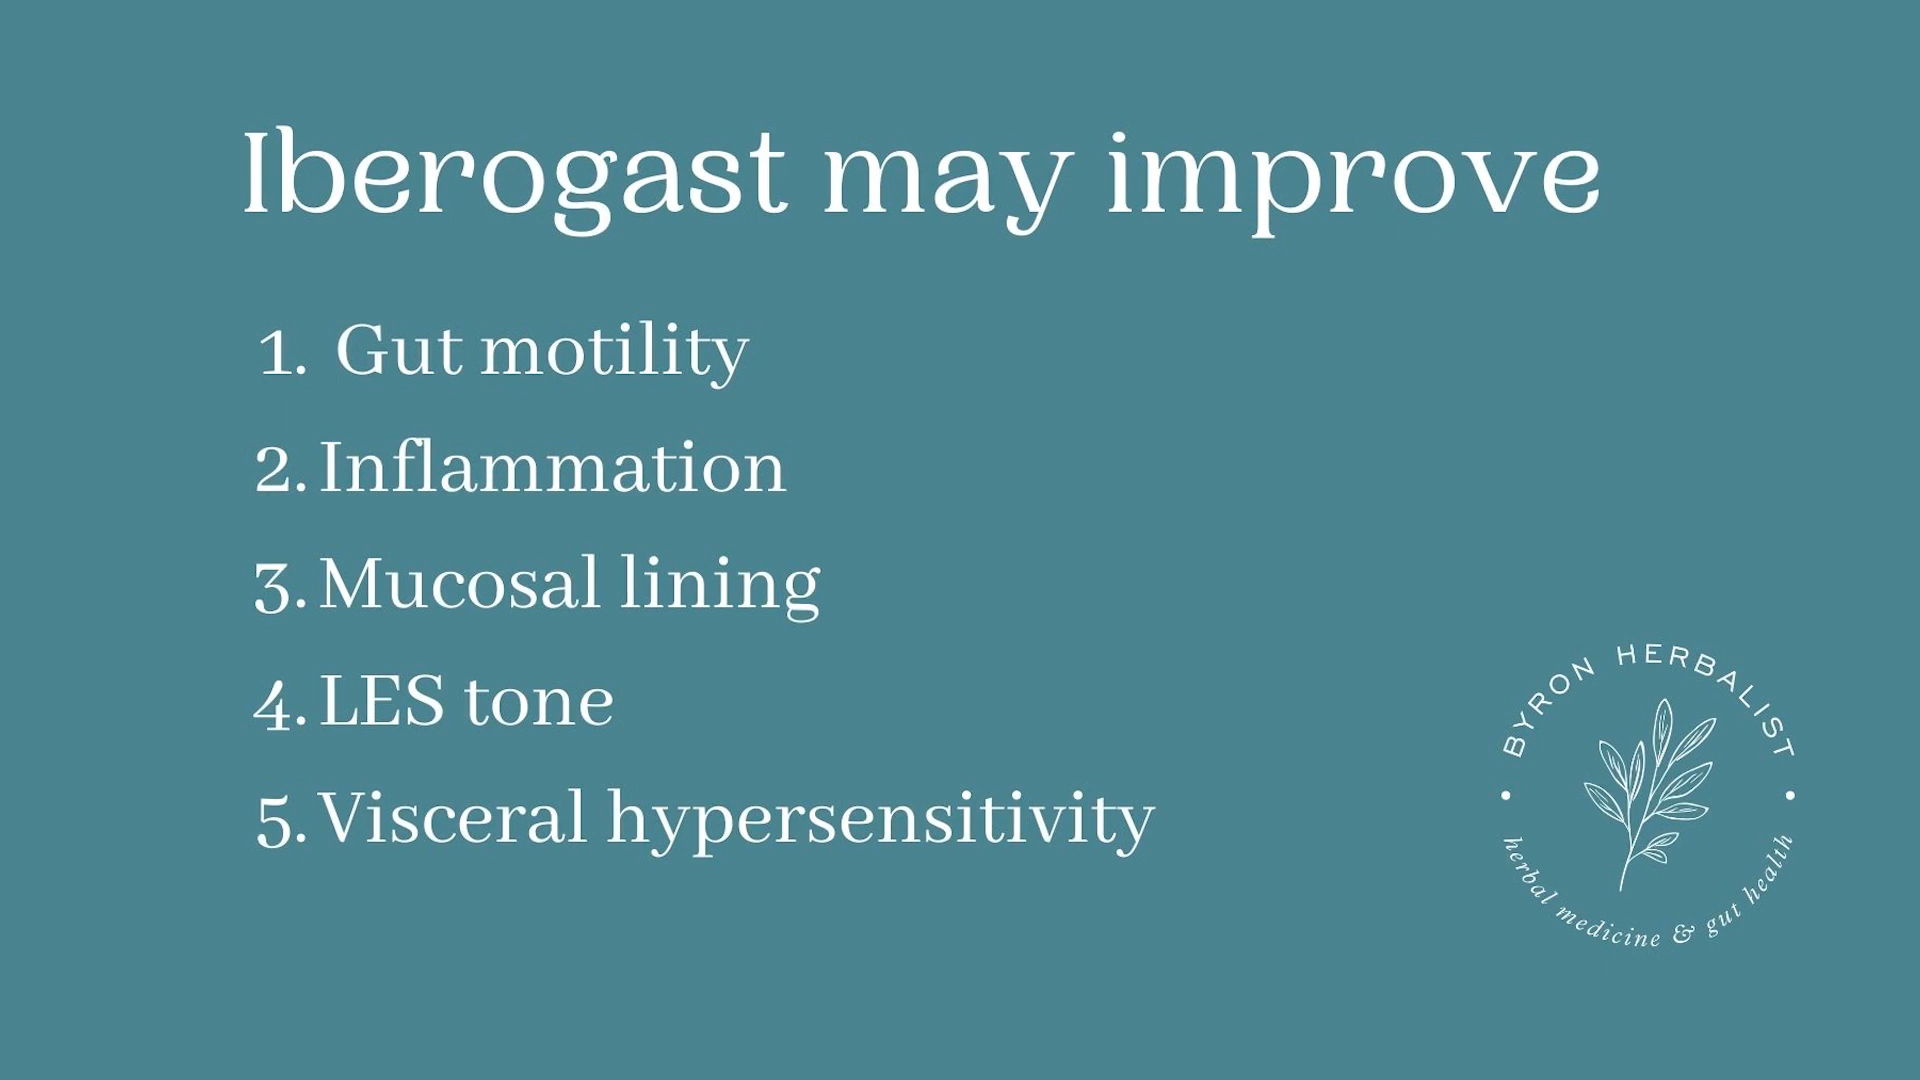 Iberogast may improve
1. Gut motility
2. Inflammation
3. Mucosal lining
4. LES tone
5. Visceral hypersensitivity
BYRON HERBALIST
herbal medicine & gut health